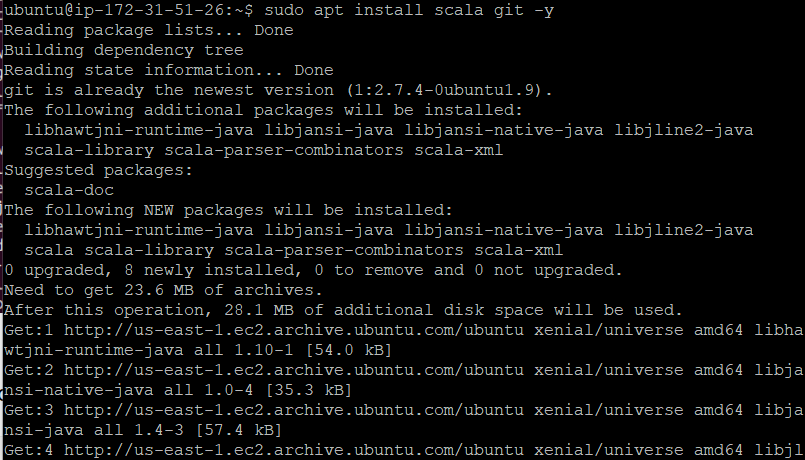 ubuntu@ip-172-31-51-26:~$ sudo apt install scala git -y
Reading package lists... Done
Building dependency tree
Reading state information... Done
git is already the newest version (1:2.7.4-0ubuntu1.9).
The following additional packages will be installed:
  libhawtjni-runtime-java libjansi-java libjansi-native-java libjline2-java
  scala-library scala-parser-combinators scala-xml
Suggested packages:
  scala-doc
The following NEW packages will be installed:
  libhawtjni-runtime-java libjansi-java libjansi-native-java libjline2-java
  scala scala-library scala-parser-combinators scala-xml
0 upgraded, 8 newly installed, 0 to remove and 0 not upgraded.
Need to get 23.6 MB of archives.
After this operation, 28.1 MB of additional disk space will be used.
Get:1 http://us-east-1.ec2.archive.ubuntu.com/ubuntu xenial/universe amd64 libha
wtjni-runtime-java all 1.10-1 [54.0 kB]
Get:2 http://us-east-1.ec2.archive.ubuntu.com/ubuntu xenial/universe amd64 libja
nsi-native-java all 1.0-4 [35.3 kB]
Get:3 http://us-east-1.ec2.archive.ubuntu.com/ubuntu xenial/universe amd64 libja
nsi-java all 1.4-3 [57.4 kB]
Get:4 http://us-east-1.ec2.archive.ubuntu.com/ubuntu xenial/universe amd64 libjl